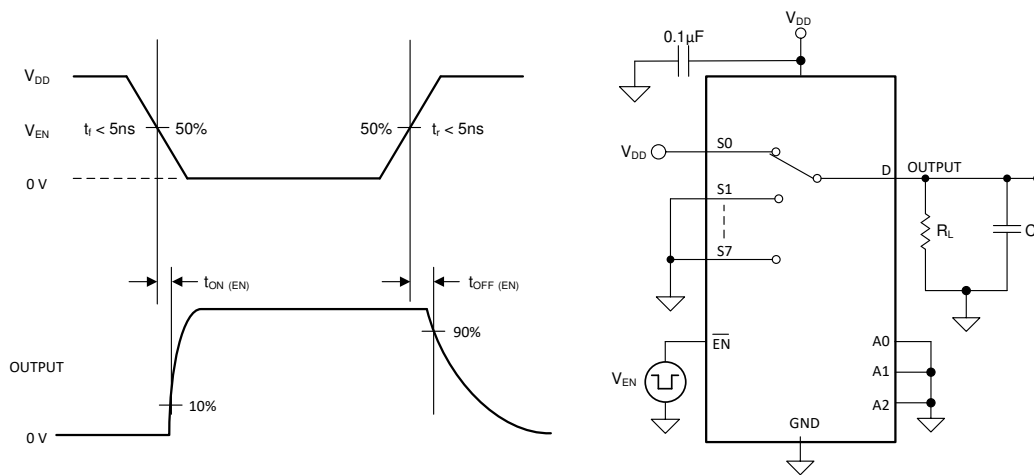 V_DD
V_EN
0 V
t_f < 5ns
50%
50%
t_r < 5ns
t_ON (EN)
t_OFF (EN)
90%
OUTPUT
10%
0 V
V_DD
0.1µF
V_DD
S0
S1
S7
D
OUTPUT
R_L
C
EN
V_EN
A0
A1
A2
GND